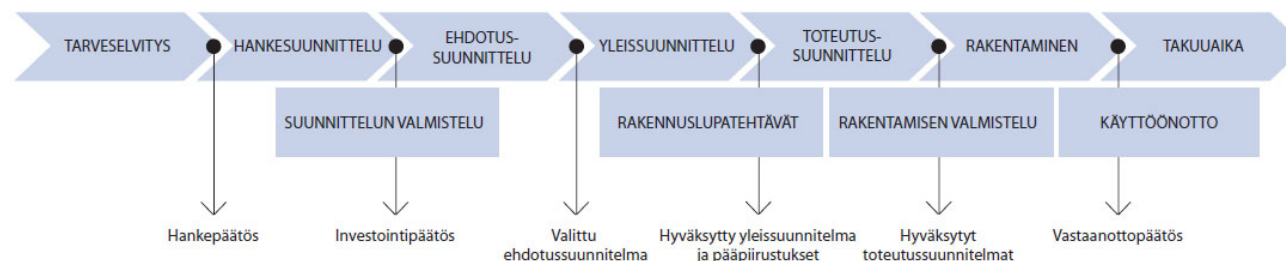 TARVESELVITYS
HANKESUUNNITTELU
EHDOTUS-
SUUNNITTELU
YLEISSUUNNITTELU
TOTEUTUS-
SUUNNITTELU
RAKENTAMINEN
TAKUUAIKA
SUUNNITTELUN VALMISTELU
RAKENNUSLUPATEHTÄVÄT
RAKENTAMISEN VALMISTELU
KÄYTTÖÖNOTTO
Hankepäätös
Investointipäätös
Valittu
ehdotussuunnitelma
Hyväksytty yleissuunnitelma
ja pääpiirustukset
Hyväksytyt
toteutussuunnitelmat
Vastaanottopäätös